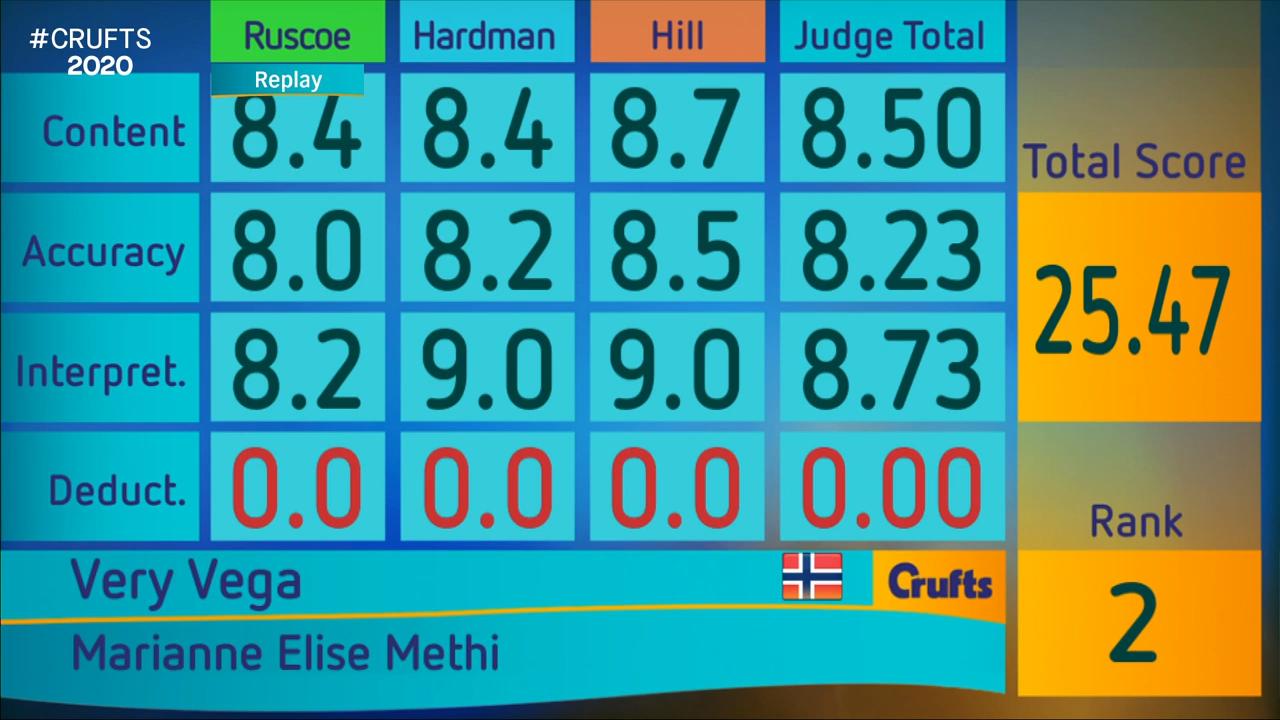 #CRUFTS
2020
Ruscoe Hardman Hill Judge Total
Replay
Content 8.4 8.4 8.7 8.50
Total Score
Accuracy 8.0 8.2 8.5 8.23
25.47
Interpret. 8.2 9.0 9.0 8.73
Deduct. 0.0 0.0 0.0 0.00
Rank
2
Very Vega
Crufts
Marianne Elise Methi